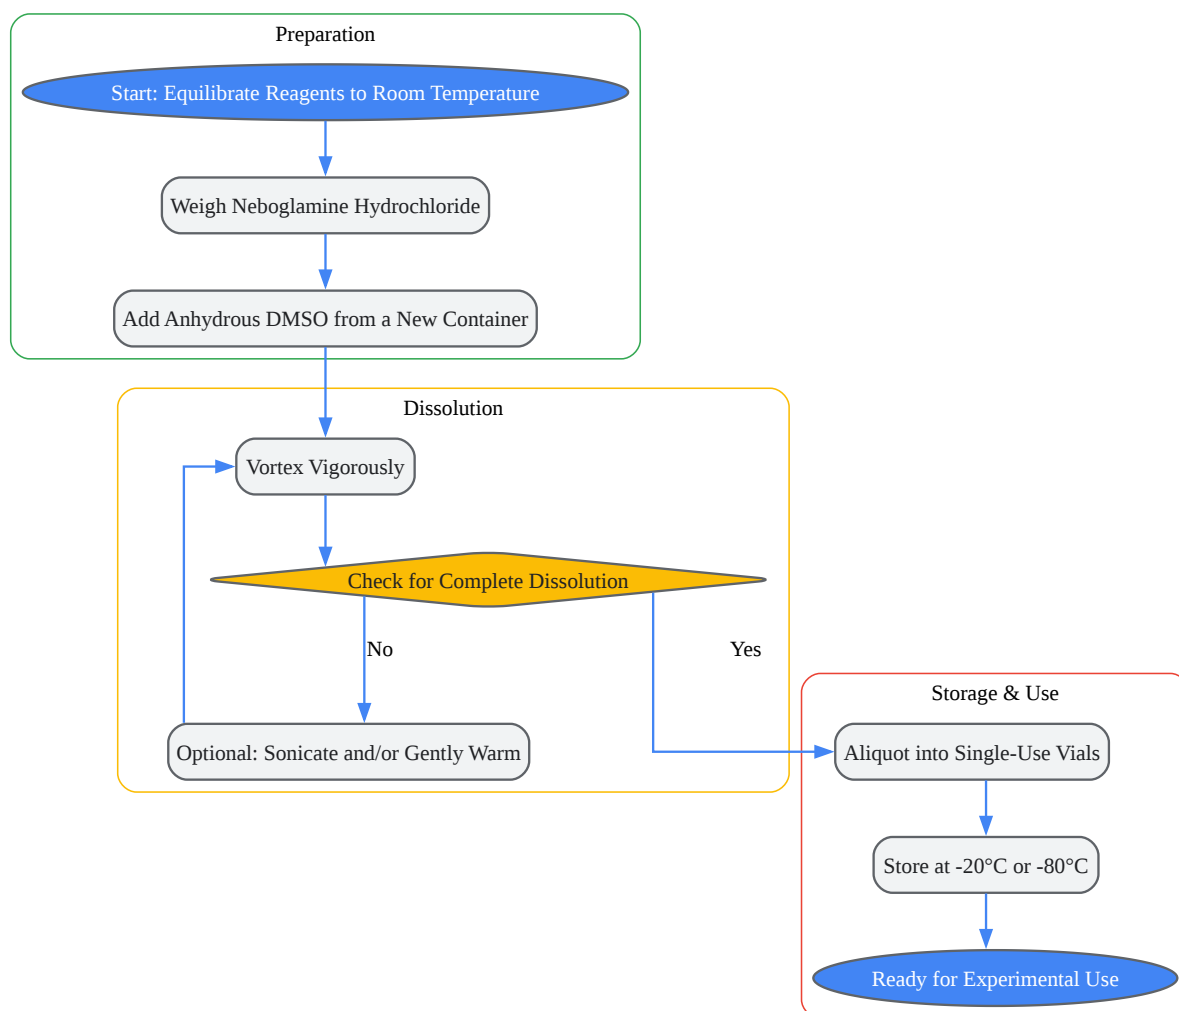 Preparation
Start: Equilibrate Reagents to Room Temperature
Weigh Neboglamine Hydrochloride
Add Anhydrous DMSO from a New Container
Dissolution
Vortex Vigorously
Check for Complete Dissolution
No
Yes
Optional: Sonicate and/or Gently Warm
Storage & Use
Aliquot into Single-Use Vials
Store at -20°C or -80°C
Ready for Experimental Use